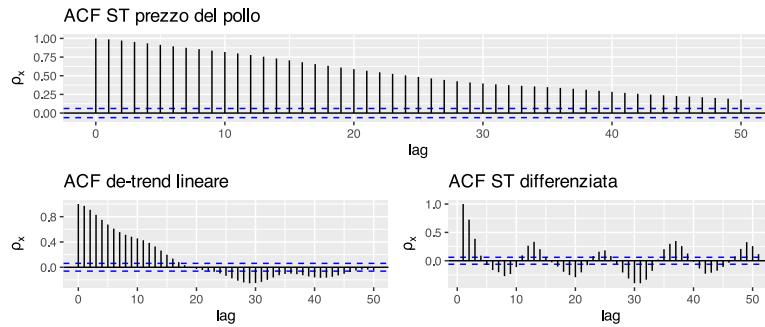 ACF ST prezzo del pollo
1.00
0.75
0.50
0.25
0.00
ρx
0 10 20 30 40 50
lag
ACF de-trend lineare
0.8
0.4
0.0
ρx
0 10 20 30 40 50
lag
ACF ST differenziata
1.0
0.5
0.0
ρx
0 10 20 30 40 50
lag